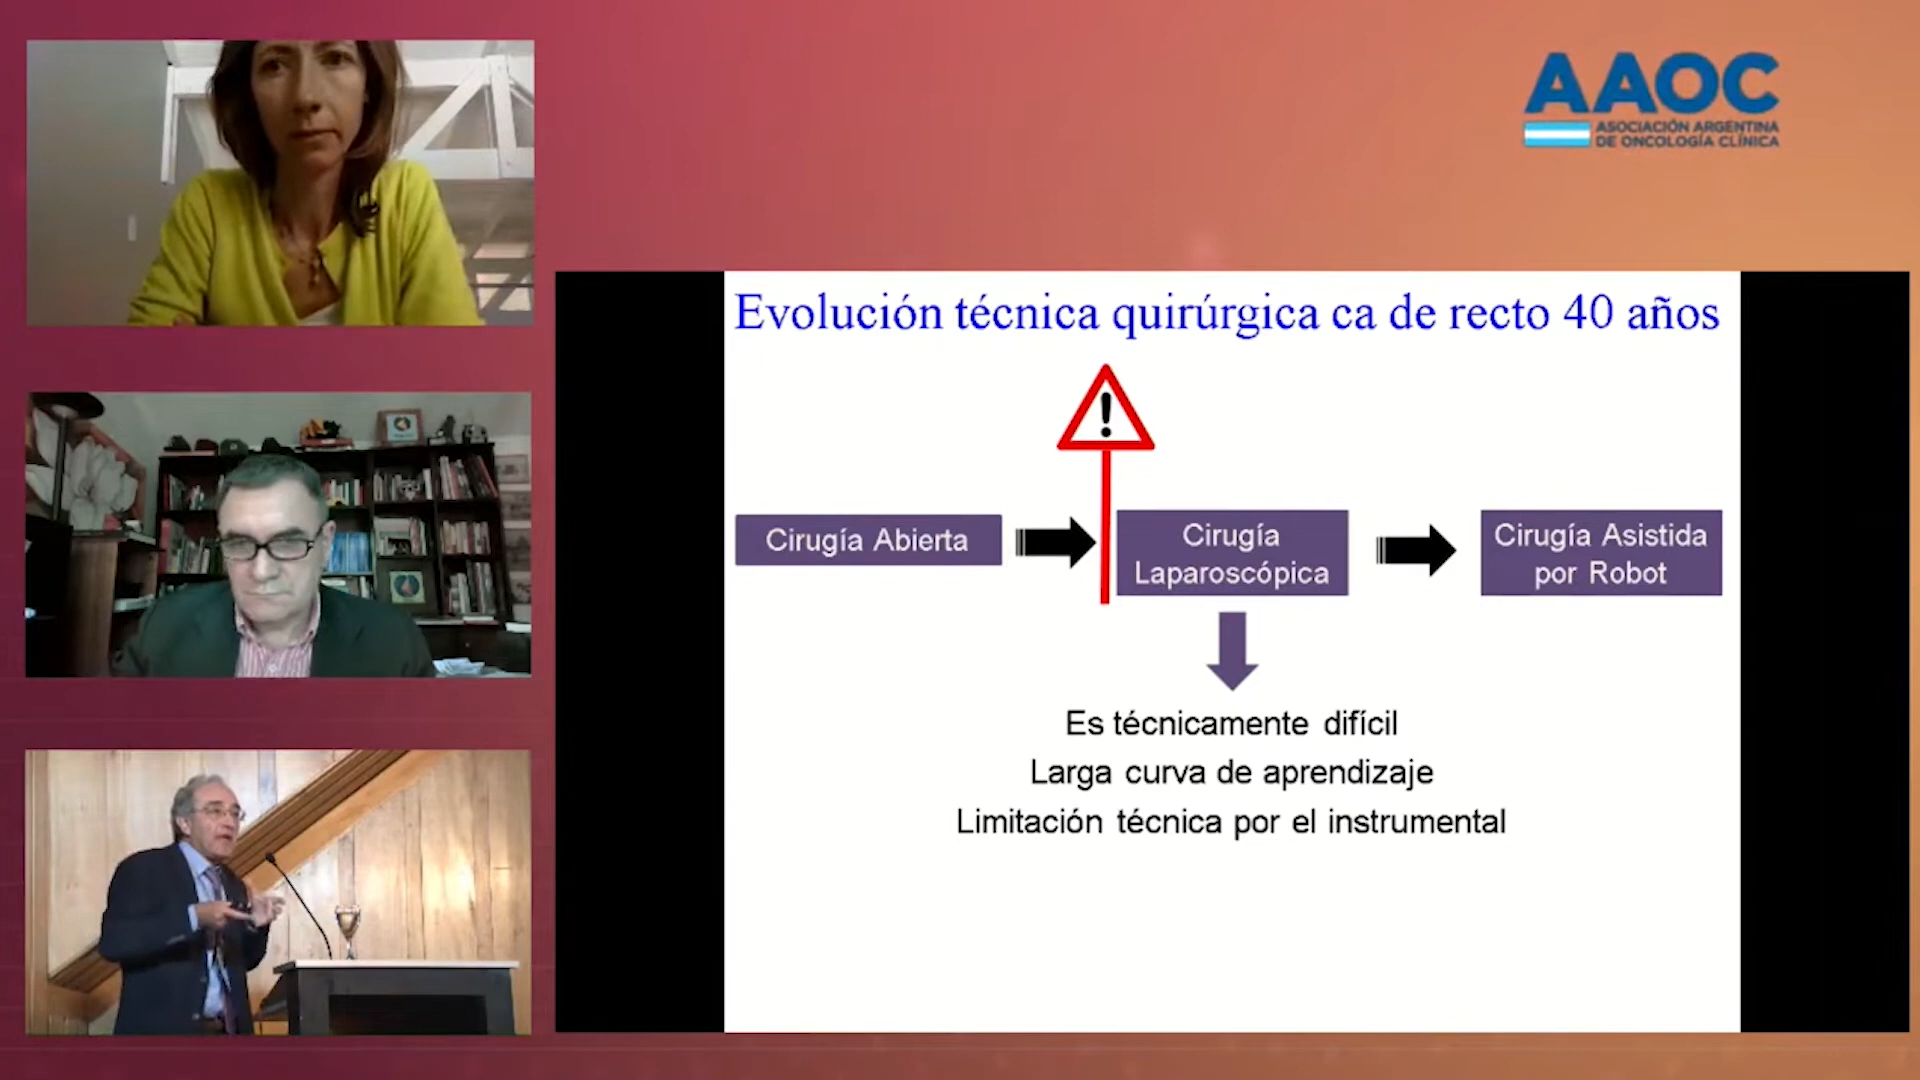 AAOC
ASOCIACIÓN ARGENTINA
DE ONCOLOGÍA CLÍNICA
Evolución técnica quirúrgica ca de recto 40 años
!
Cirugía Abierta
Cirugía
Laparoscópica
Cirugía Asistida
por Robot
Es técnicamente difícil
Larga curva de aprendizaje
Limitación técnica por el instrumental